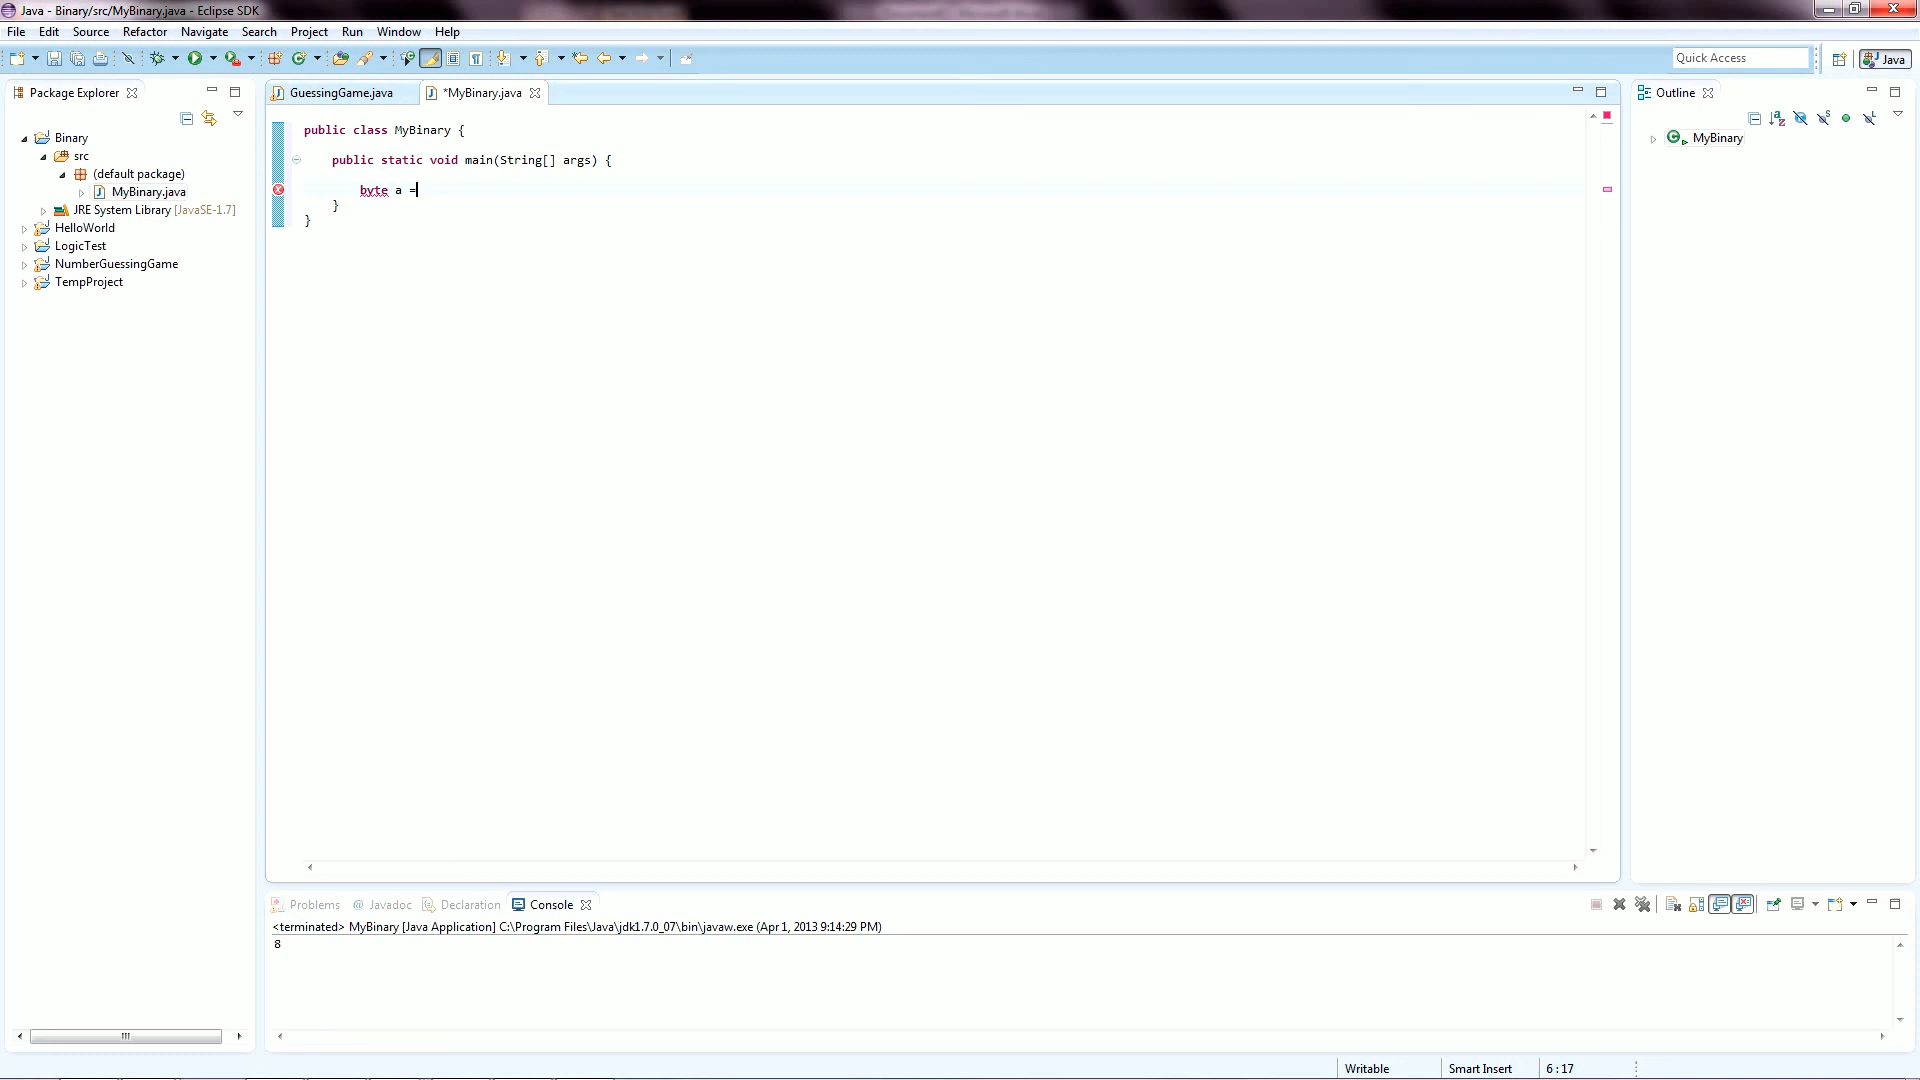 Java - Binary/src/MyBinary.java - Eclipse SDK
File Edit Source Refactor Navigate Search Project Run Window Help
Quick Access
Java
Package Explorer
GuessingGame.java
*MyBinary.java
Outline
Binary
src
(default package)
MyBinary.java
JRE System Library [JavaSE-1.7]
HelloWorld
LogicTest
NumberGuessingGame
TempProject
public class MyBinary {
public static void main(String[] args) {
byte a =
}
}
MyBinary
Problems @ Javadoc Declaration Console
<terminated> MyBinary [Java Application] C:\Program Files\Java\jdk1.7.0_07\bin\javaw.exe (Apr 1, 2013 9:14:29 PM)
8
Writable Smart Insert 6 : 17